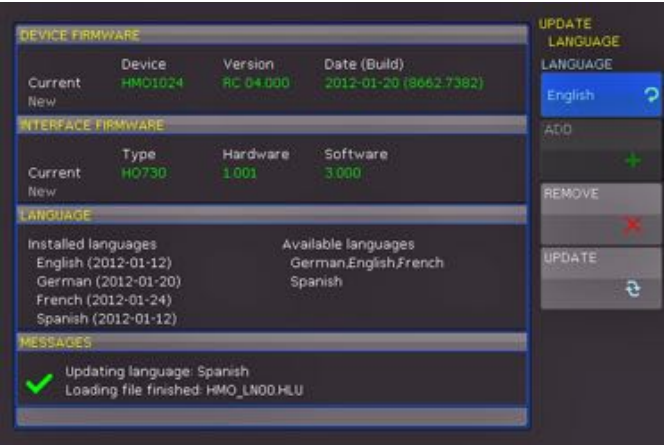 DEVICE FIRMWARE
Device Version Date (Build)
Current HMO1024 RC 04.000 2012-01-20 (8662.7382)
New
INTERFACE FIRMWARE
Type Hardware Software
Current HO730 1.001 3.000
New
LANGUAGE
Installed languages Available languages
English (2012-01-12) German,English,French
German (2012-01-20) Spanish
French (2012-01-24)
Spanish (2012-01-12)
MESSAGES
Updating language: Spanish
Loading file finished: HMO_LN00.HLU
UPDATE
LANGUAGE
LANGUAGE
English
ADD
REMOVE
UPDATE